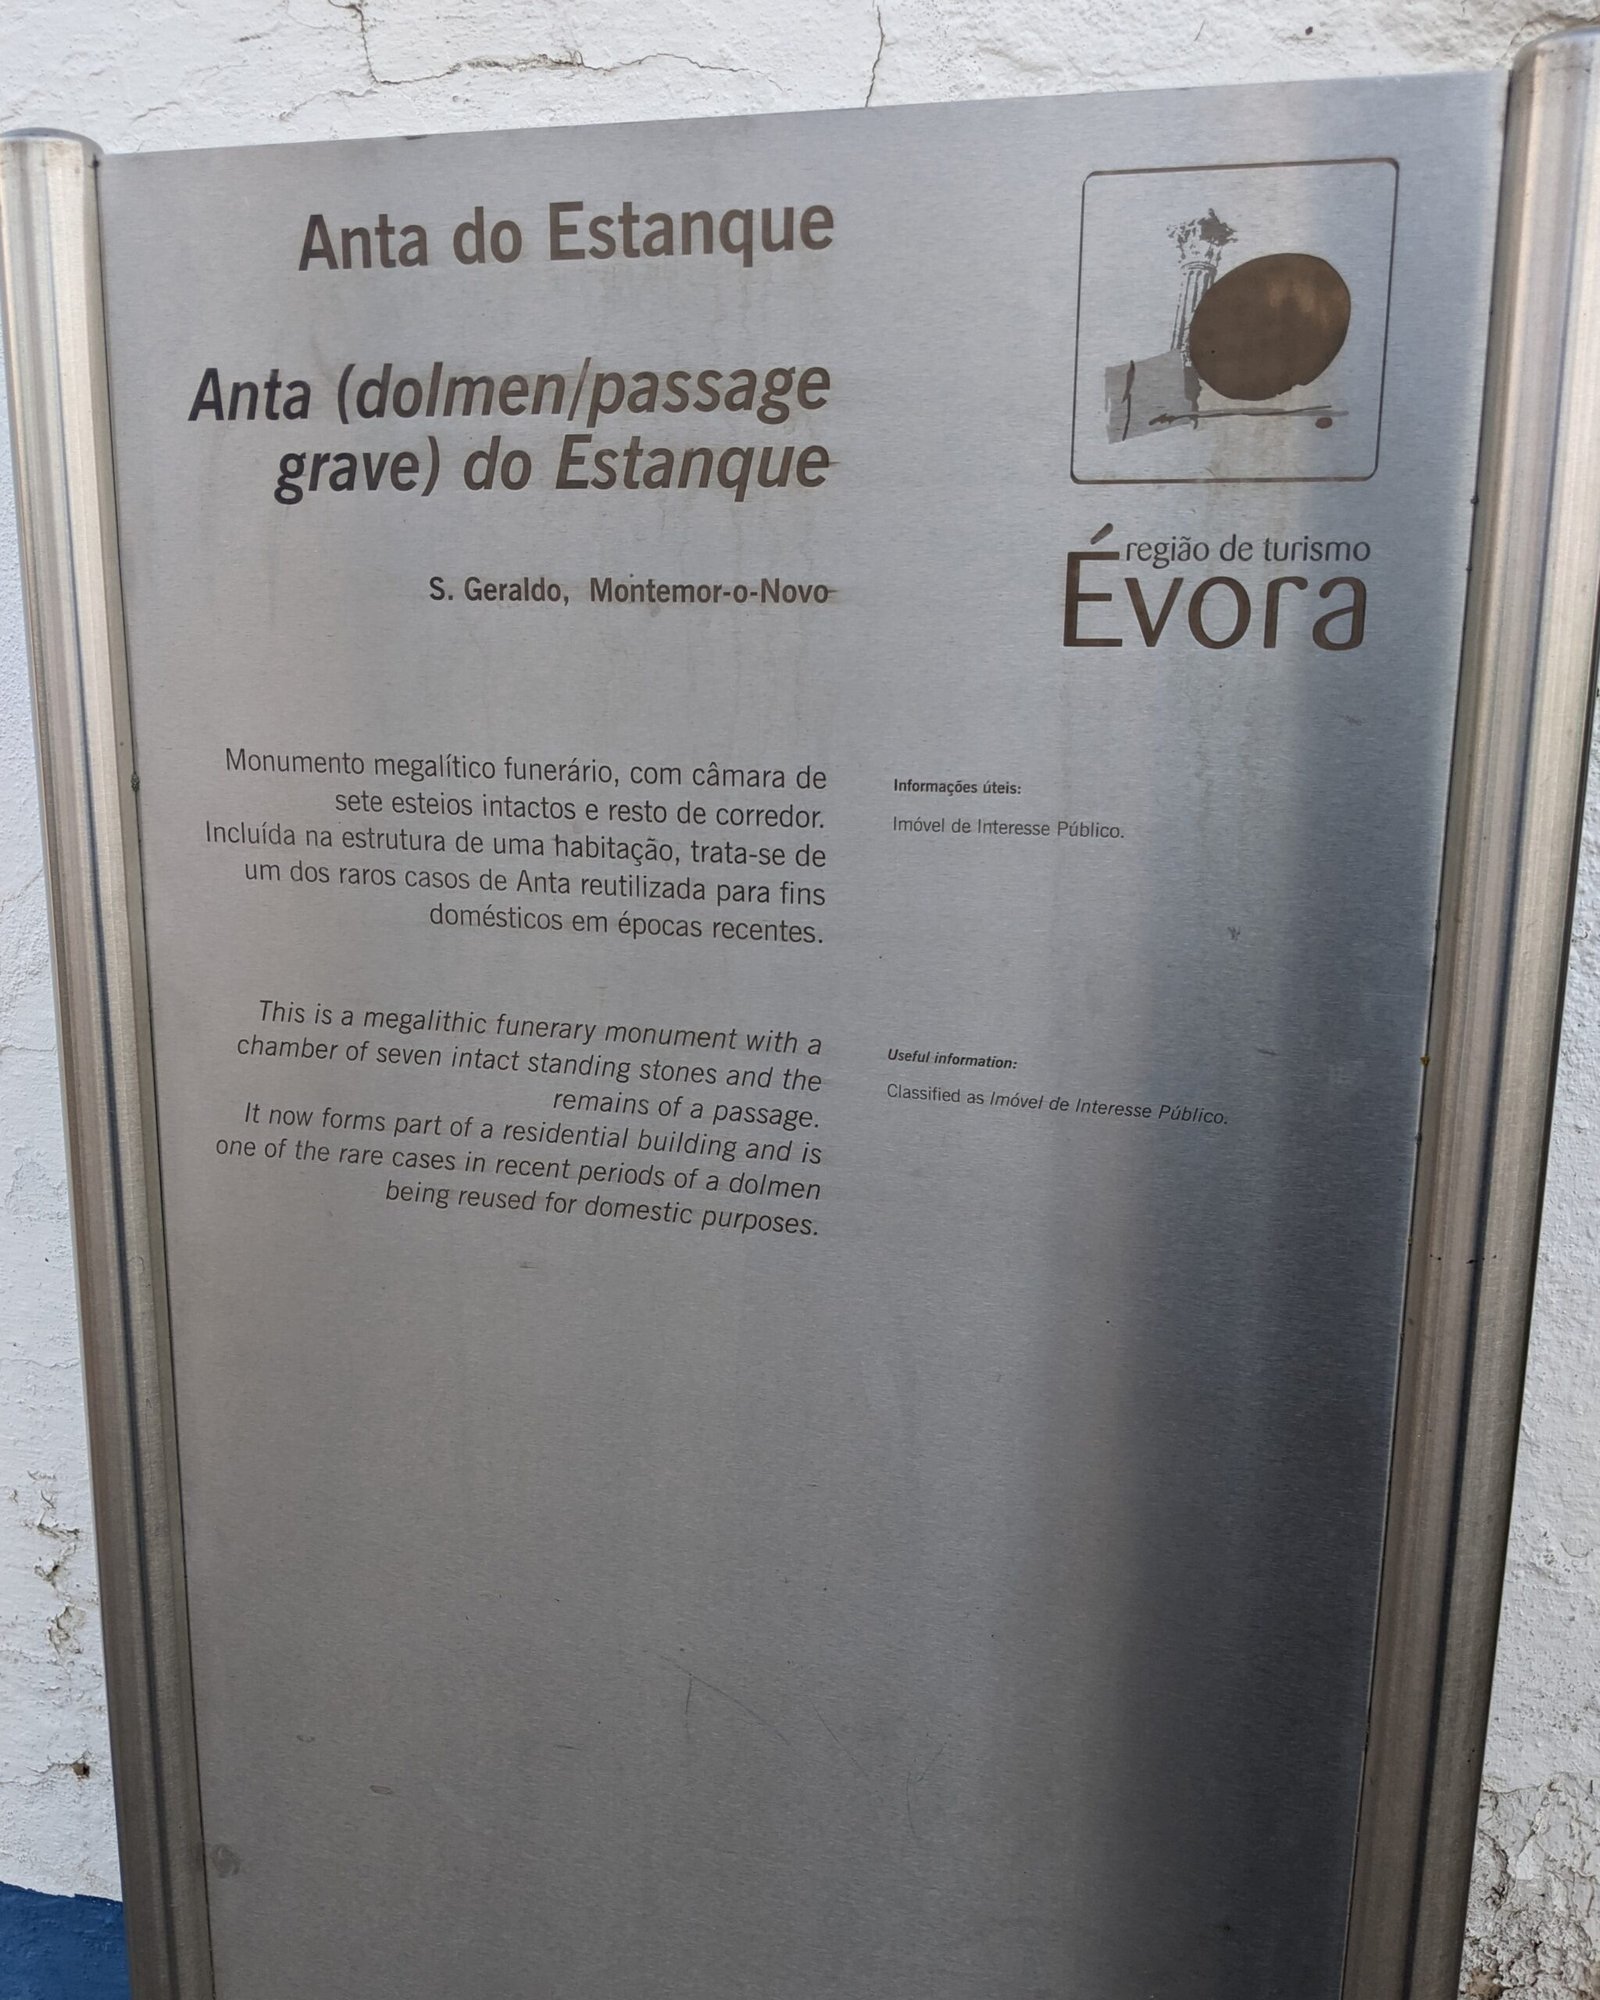 Anta do Estanque
Anta (dolmen/passage
grave) do Estanque
S. Geraldo, Montemor-o-Novo
região de turismo
Évora
Monumento megalítico funerário, com câmara de
sete esteios intactos e resto de corredor.
Incluída na estrutura de uma habitação, trata-se de
um dos raros casos de Anta reutilizada para fins
domésticos em épocas recentes.
Informações úteis:
Imóvel de Interesse Público.
This is a megalithic funerary monument with a
chamber of seven intact standing stones and the
remains of a passage.
It now forms part of a residential building and is
one of the rare cases in recent periods of a dolmen
being reused for domestic purposes.
Useful information:
Classified as Imóvel de Interesse Público.